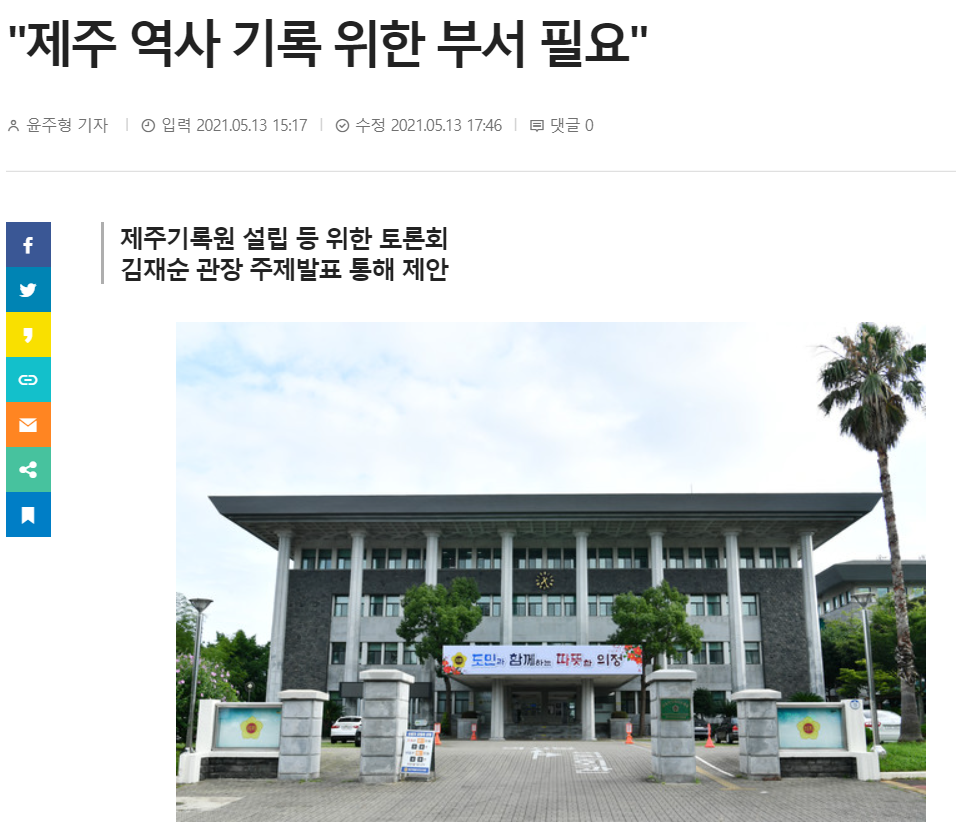 "제주 역사 기록 위한 부서 필요"
윤주형 기자 입력 2021.05.13 15:17 수정 2021.05.13 17:46 댓글 0
제주기록원 설립 등 위한 토론회
김재순 관장 주제발표 통해 제안
도민과 함께하는 따뜻한 의정